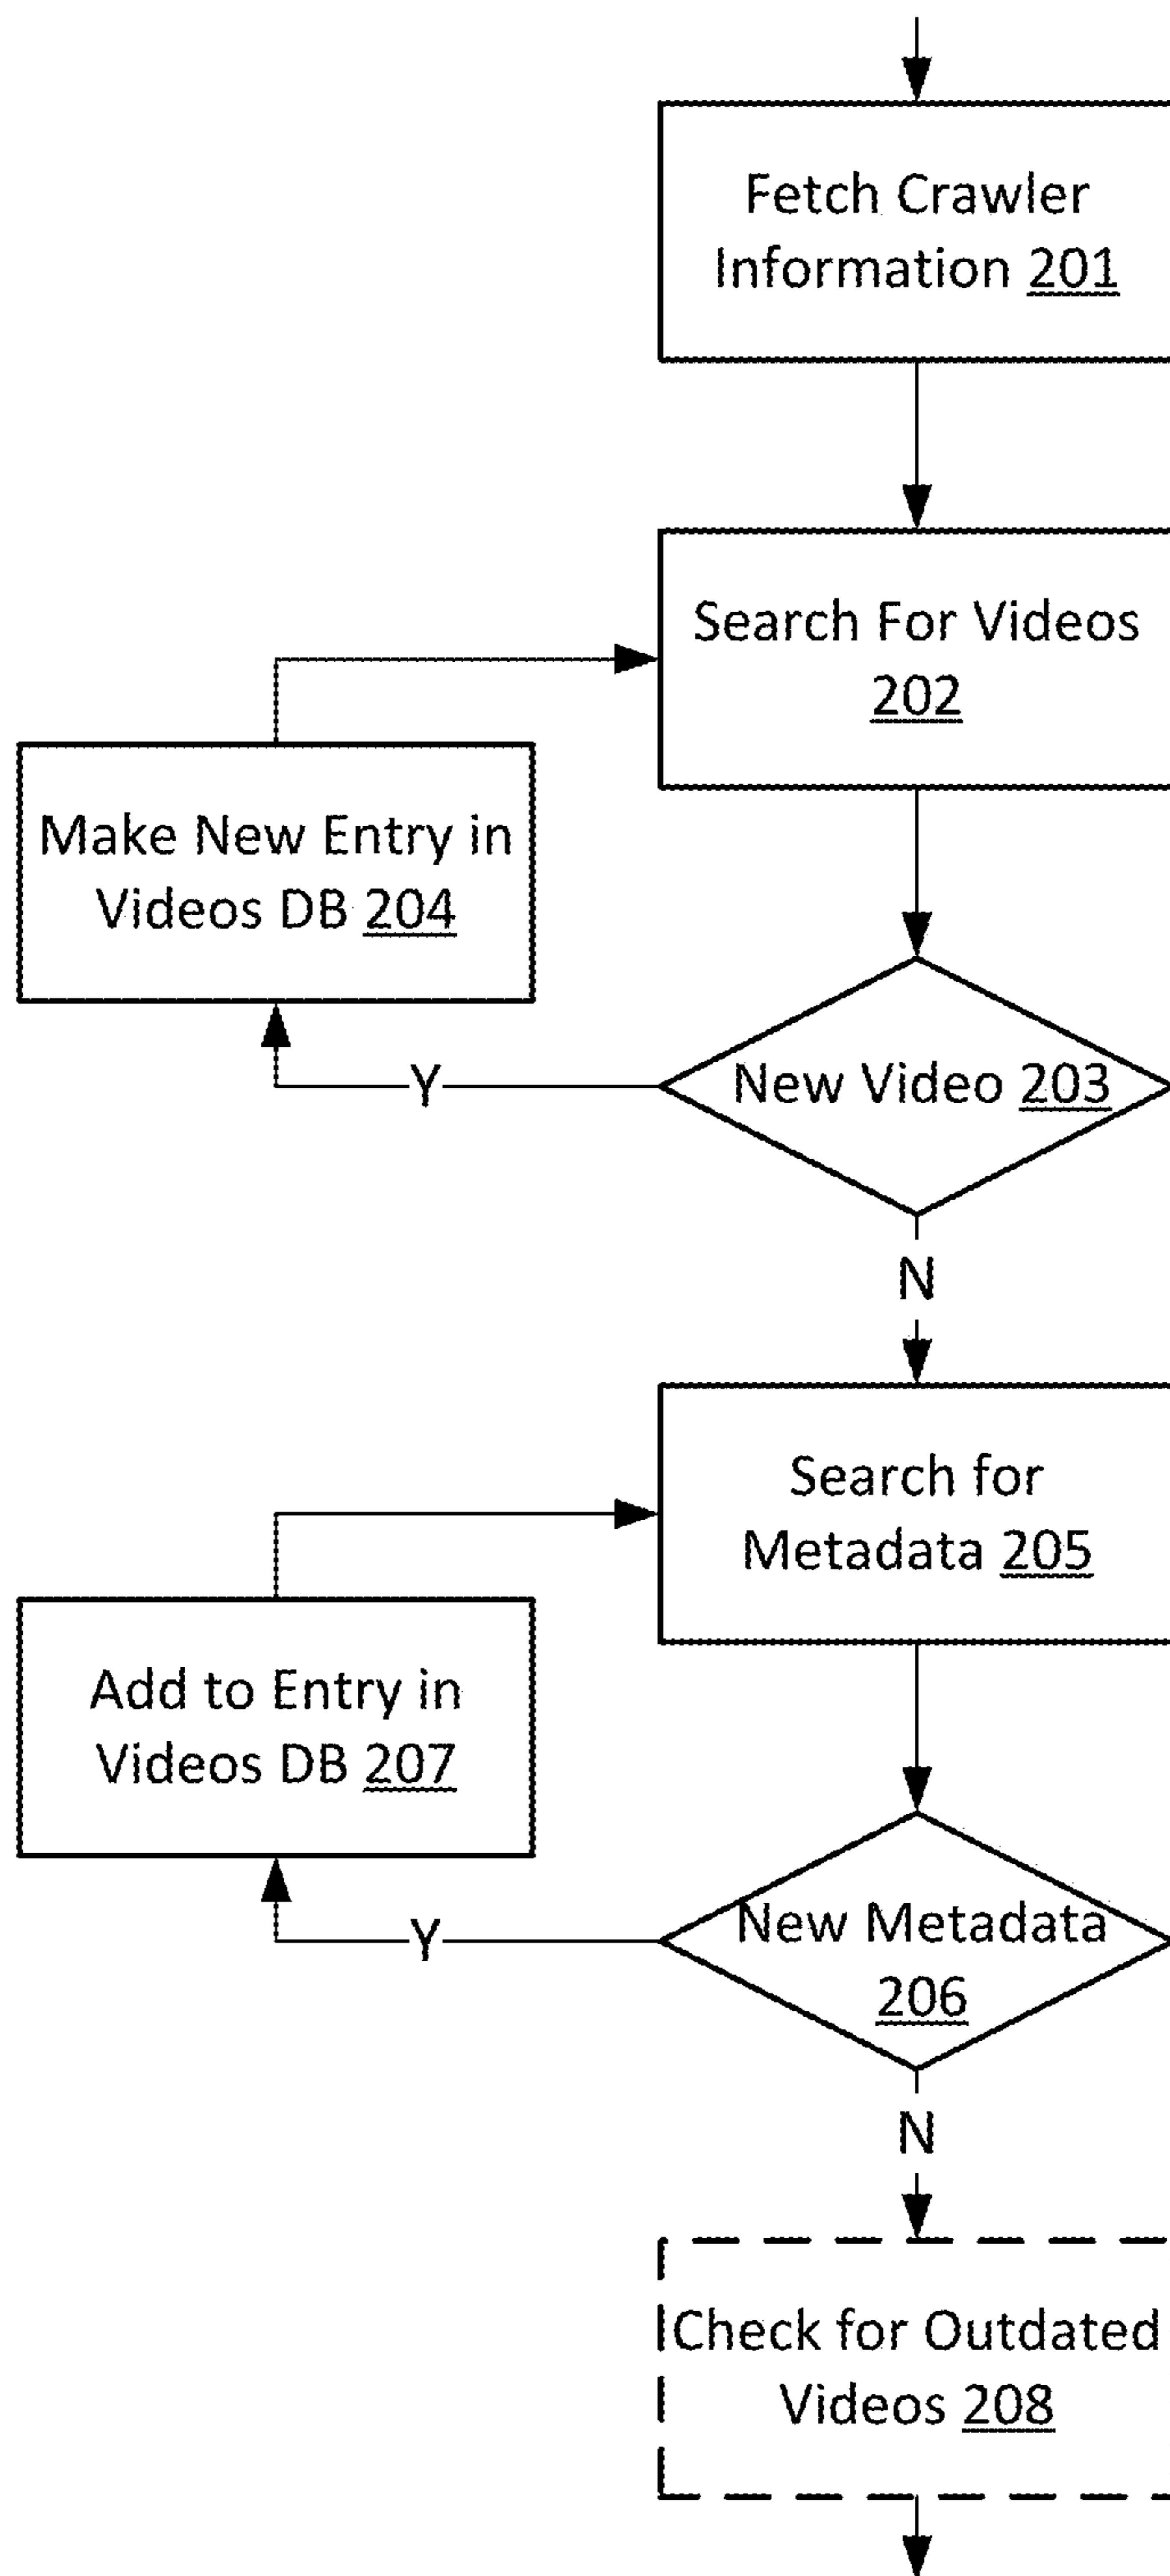 Fetch Crawler
Information 201
Search For Videos
202
Make New Entry in
Videos DB 204
New Video 203
Y
N
Search for
Metadata 205
Add to Entry in
Videos DB 207
New Metadata
206
Y
N
Check for Outdated
Videos 208